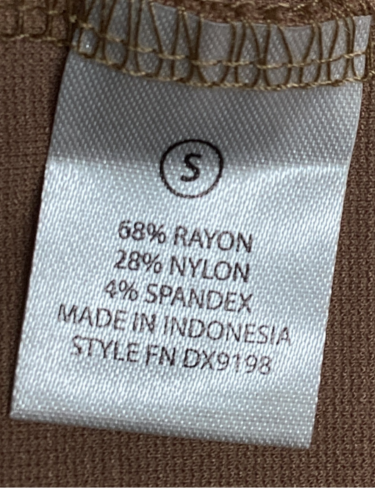 S
68% RAYON
28% NYLON
4% SPANDEX
MADE IN INDONESIA
STYLE FN DX9198